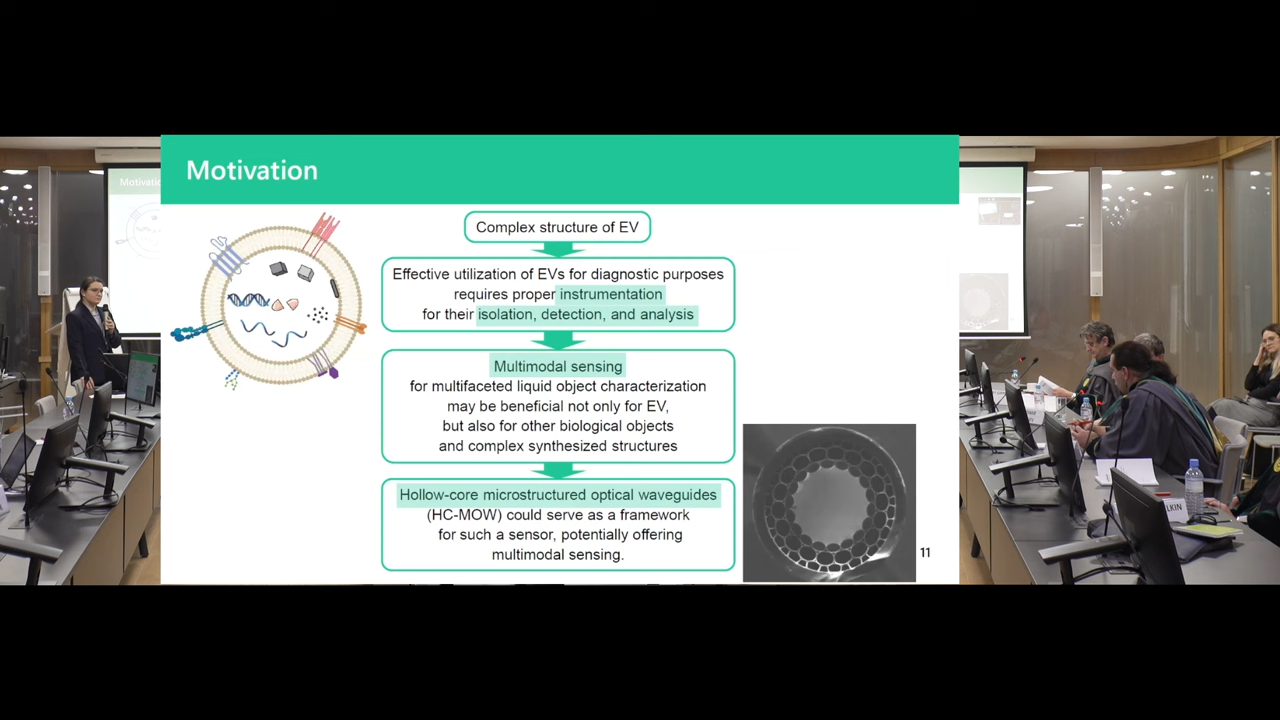 Motivation
Complex structure of EV
Effective utilization of EVs for diagnostic purposes
requires proper instrumentation
for their isolation, detection, and analysis
Multimodal sensing
for multifaceted liquid object characterization
may be beneficial not only for EV,
but also for other biological objects
and complex synthesized structures
Hollow-core microstructured optical waveguides
(HC-MOW) could serve as a framework
for such a sensor, potentially offering
multimodal sensing.
11
Motivatio
LKIN